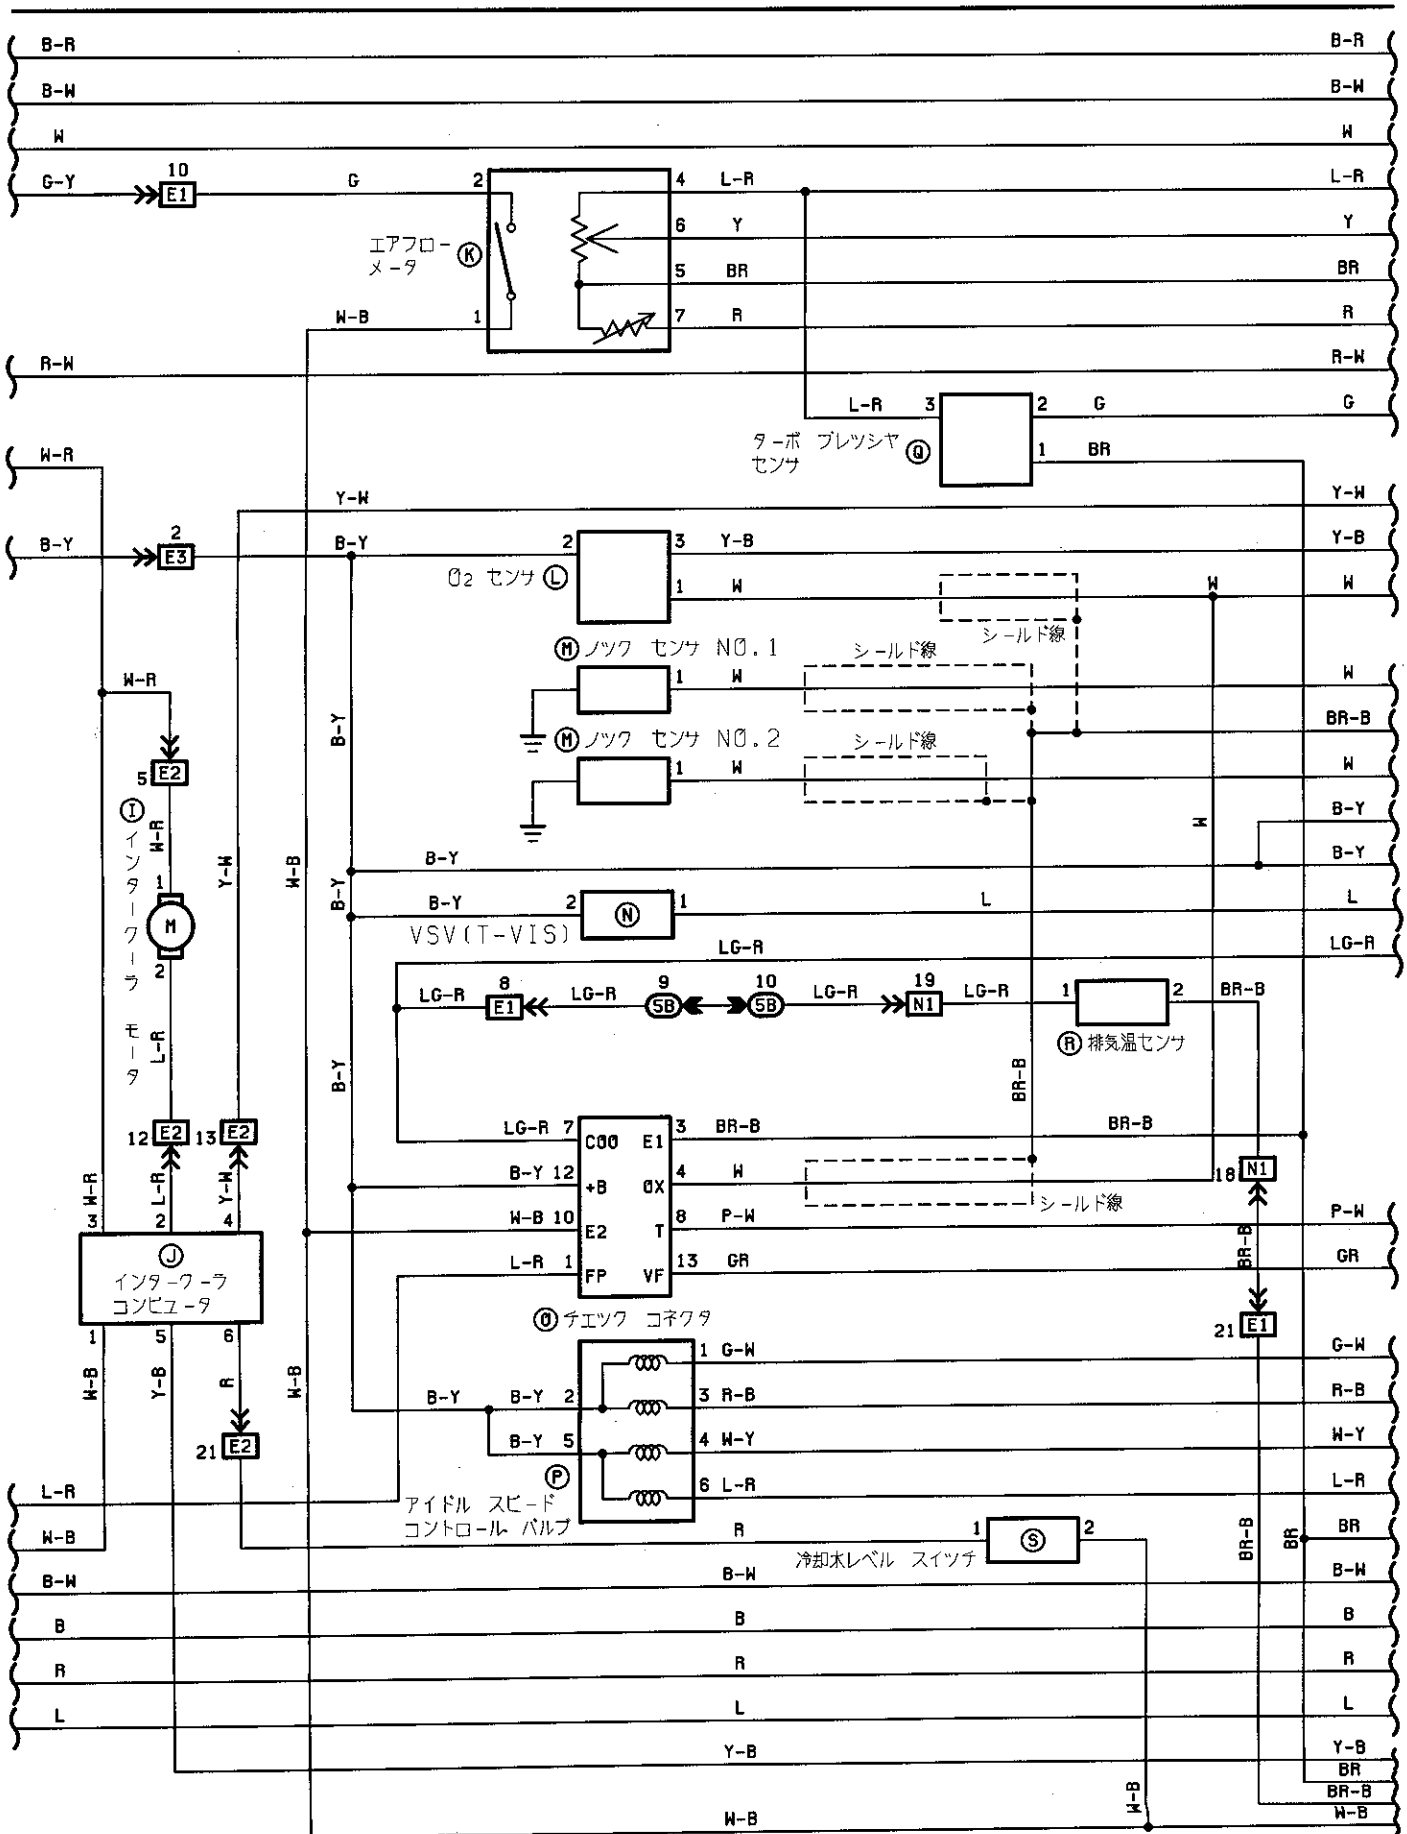 B-R B-R
B-W B-W
W W
10
G-Y E1 G 2 4 L-R L-R
6 Y Y
エアフロー
メータ K
5 BR BR
W-B 1 7 R R
R-W R-W
L-R 3 2 G G
ターボ プレッシャ
センサ Q
1 BR
W-R
Y-W Y-W
2
B-Y E3 B-Y 2 3 Y-B Y-B
O2 センサ L
1 W W W
シールド線
M ノック センサ NO.1 シールド線
W-R 1 W W
BR-B
B-Y
M ノック センサ NO.2 シールド線
5 E2 1 W W
I
インタークーラ モータ
W-R
B-Y
W
B-Y B-Y
Y-W W-B B-Y
1
M
2
B-Y 2 N 1 L L
VSV(T-VIS)
LG-R LG-R
8 9 10 19
LG-R E1 LG-R 5B 5B LG-R N1 LG-R 1 2 BR-B
R 排気温センサ
L-R
B-Y
BR-B
12 E2 13 E2
LG-R 7 C00 E1 3 BR-B BR-B
B-Y 12 +B OX 4 W
18 N1
シールド線
W-R L-R Y-W
W-B 10 E2 T 8 P-W P-W
3 2 4
L-R 1 FP VF 13 GR GR
BR-B
J
インタークーラ
コンピュータ
O チェック コネクタ
21 E1
1 5 6
W-B Y-B R W-B
1 G-W G-W
B-Y B-Y 2 3 R-B R-B
B-Y 5 4 W-Y W-Y
21 E2
P
6 L-R L-R
アイドル スピード
コントロール バルブ
L-R
R 1 S 2
冷却水レベル スイッチ
BR-B BR BR
W-B
B-W B-W B-W
B B B
R R R
L L L
Y-B Y-B
BR
BR-B
W-B
W-B W-B